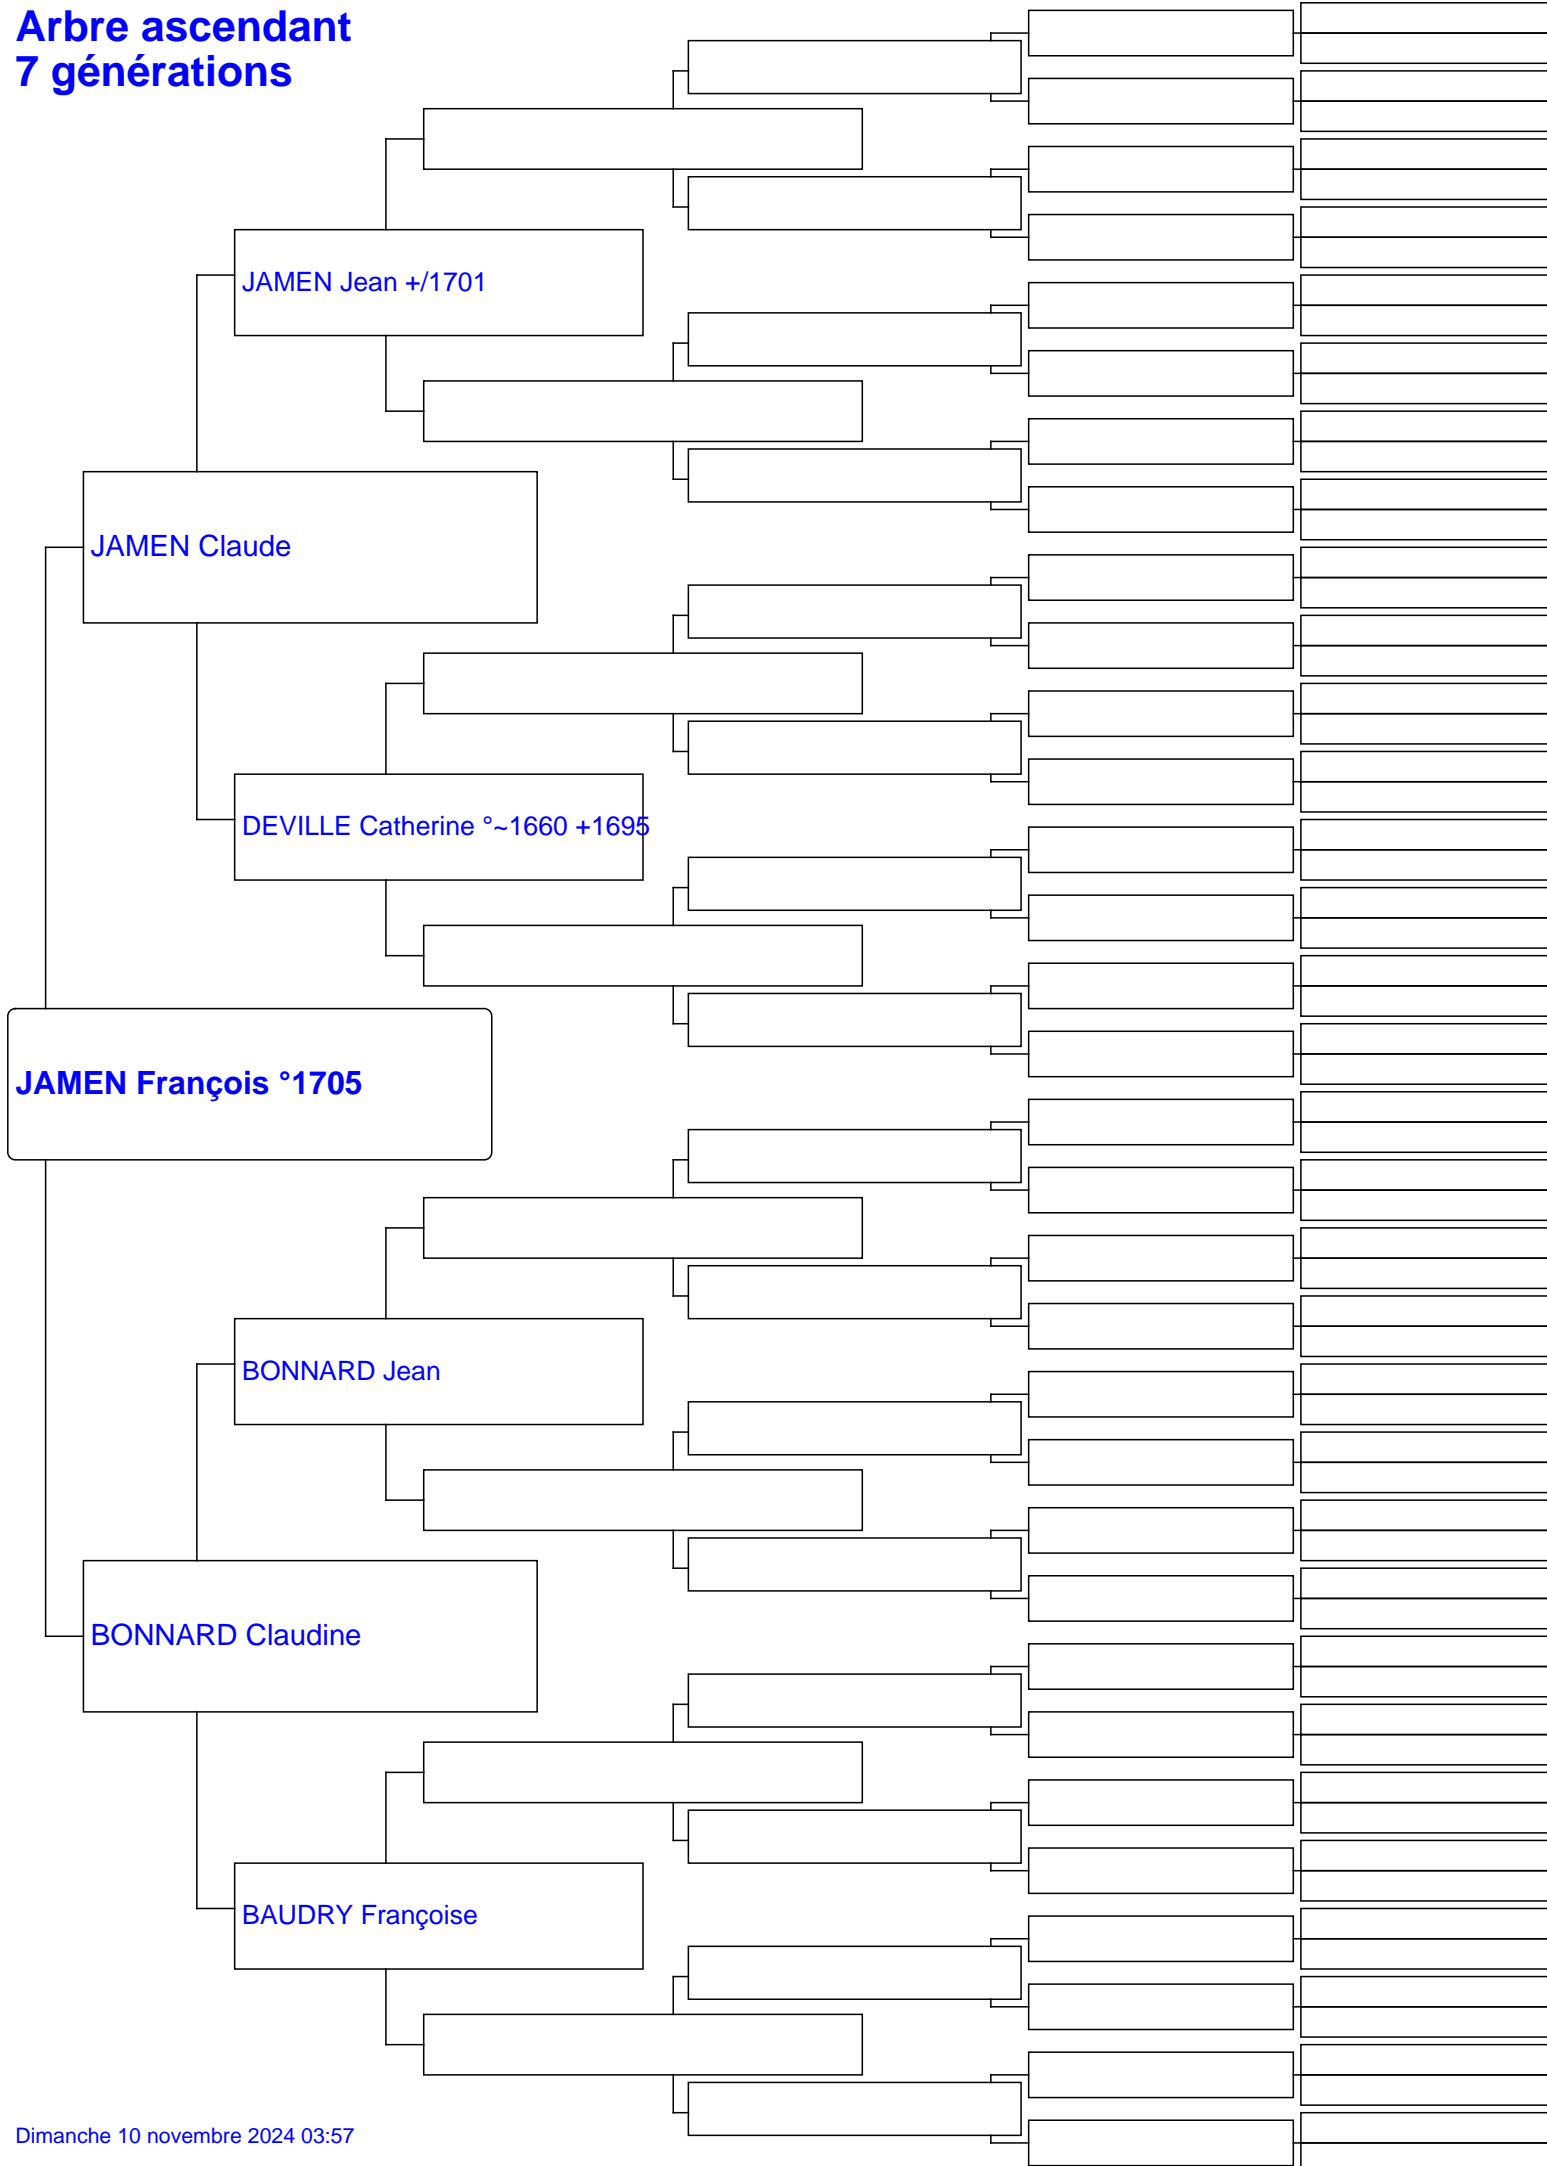 Arbre ascendant
7 générations
JAMEN Jean +/1701
JAMEN Claude
DEVILLE Catherine °~1660 +1695
JAMEN François °1705
BONNARD Jean
BONNARD Claudine
BAUDRY Françoise
Dimanche 10 novembre 2024 03:57